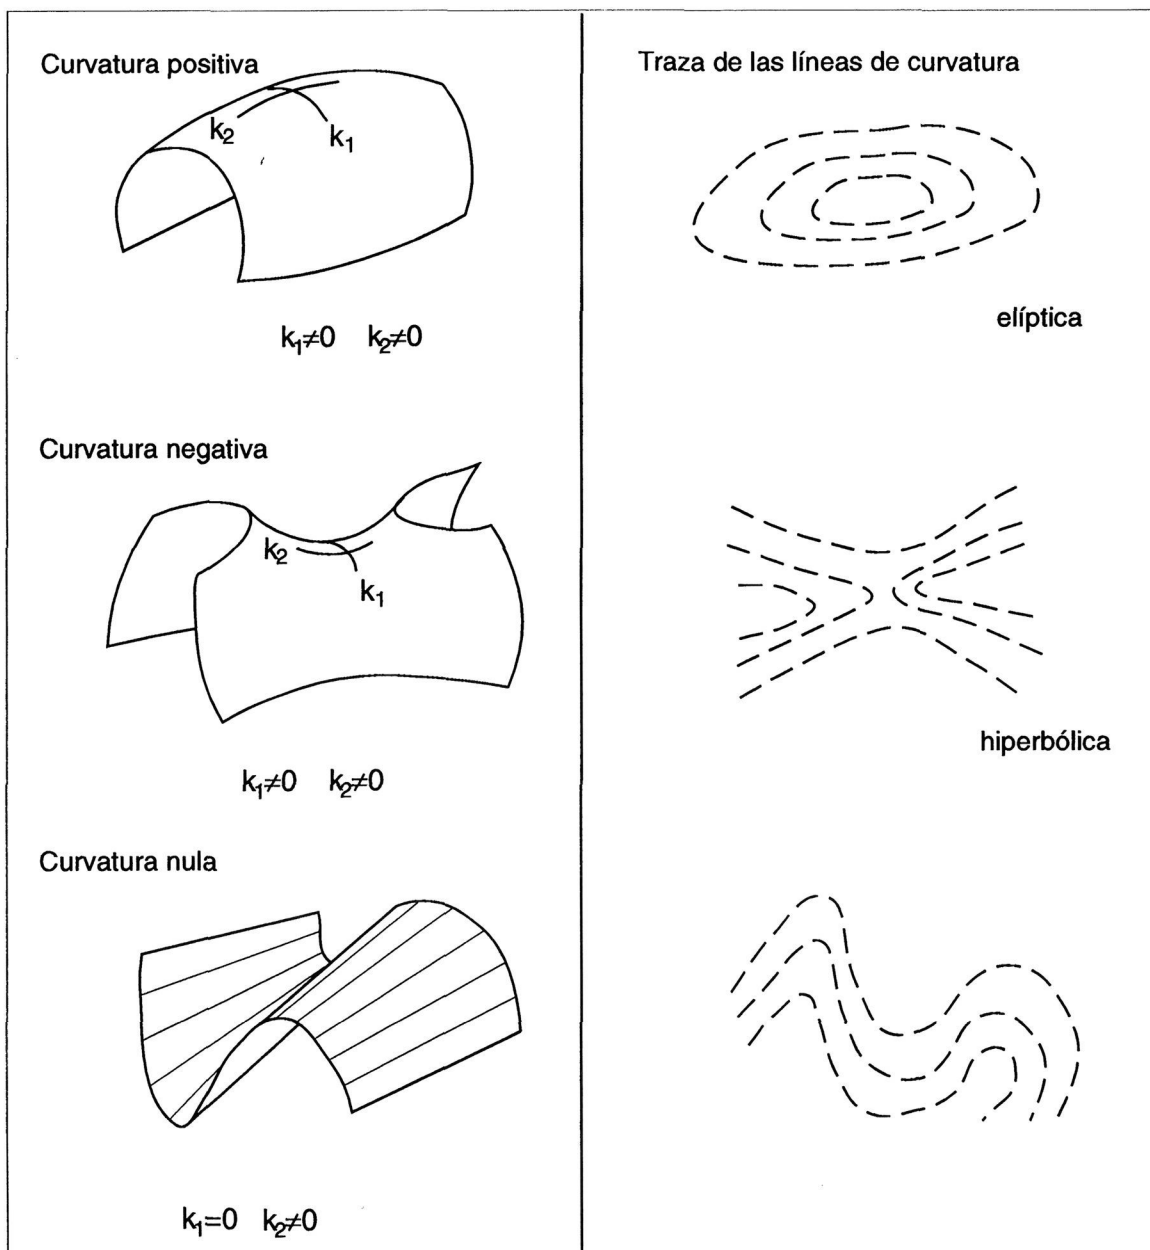 Curvatura positiva
k₂
k₁
k₁≠0 k₂≠0
Curvatura negativa
k₂
k₁
k₁≠0 k₂≠0
Curvatura nula
k₁=0 k₂≠0
Traza de las líneas de curvatura
elíptica
hiperbólica